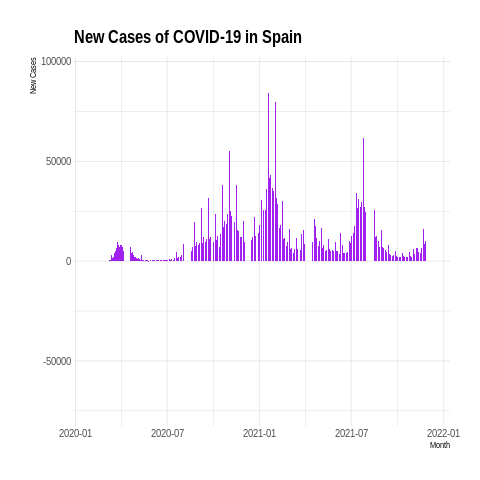 New Cases of COVID-19 in Spain
New Cases
100000
50000
0
-50000
2020-01 2020-07 2021-01 2021-07 2022-01
Month